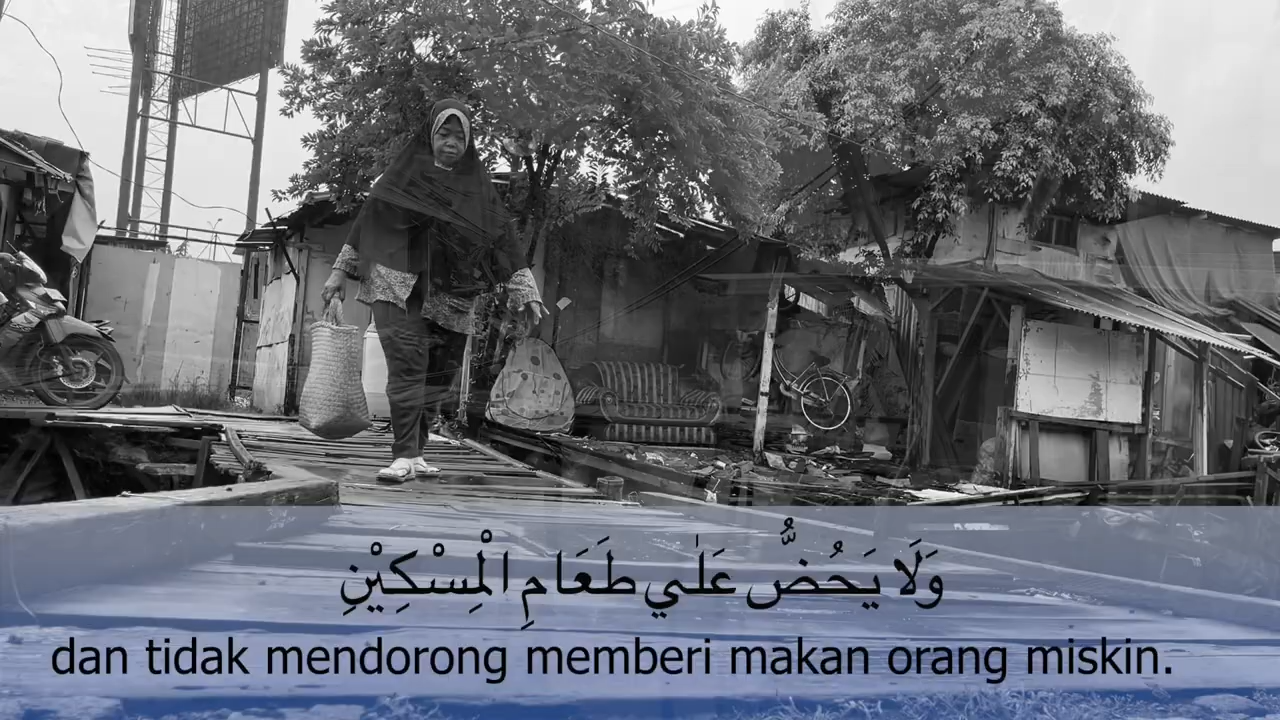 وَلَا يَحُضُّ عَلٰي طَعَامِ الْمِسْكِيْنِ
dan tidak mendorong memberi makan orang miskin.